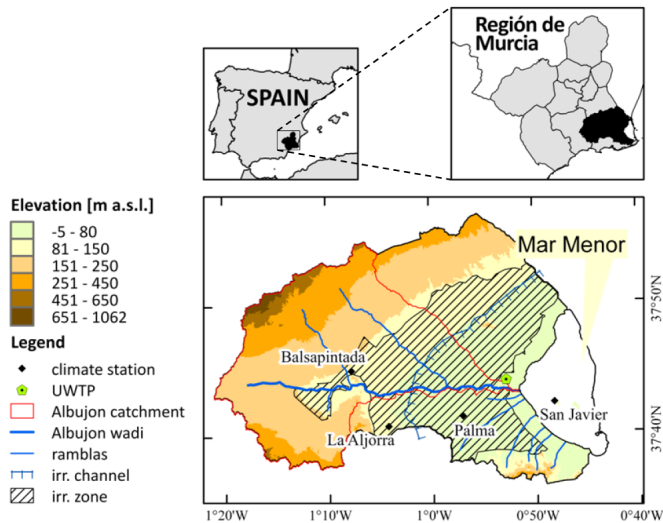 Región de
Murcia
SPAIN
Elevation [m a.s.l.]
-5 - 80
81 - 150
151 - 250
251 - 450
451 - 650
651 - 1062
Legend
climate station
UWTP
Albujon catchment
Albujon wadi
ramblas
irr. channel
irr. zone
Mar Menor
Balsapintada
La Aljorra
Palma
San Javier
37°50'N
37°40'N
1°20'W
1°10'W
1°0'W
0°50'W
0°40'W